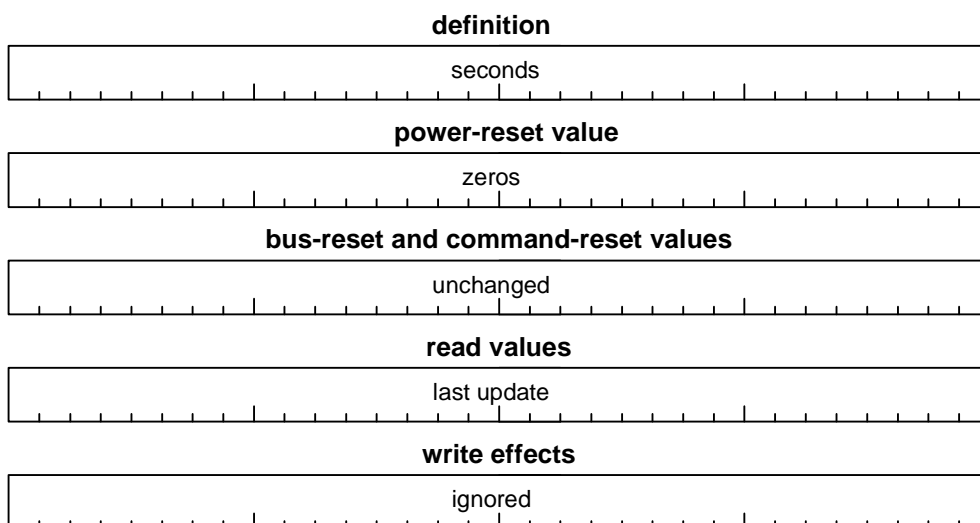 definition
seconds
power-reset value
zeros
bus-reset and command-reset values
unchanged
read values
last update
write effects
ignored